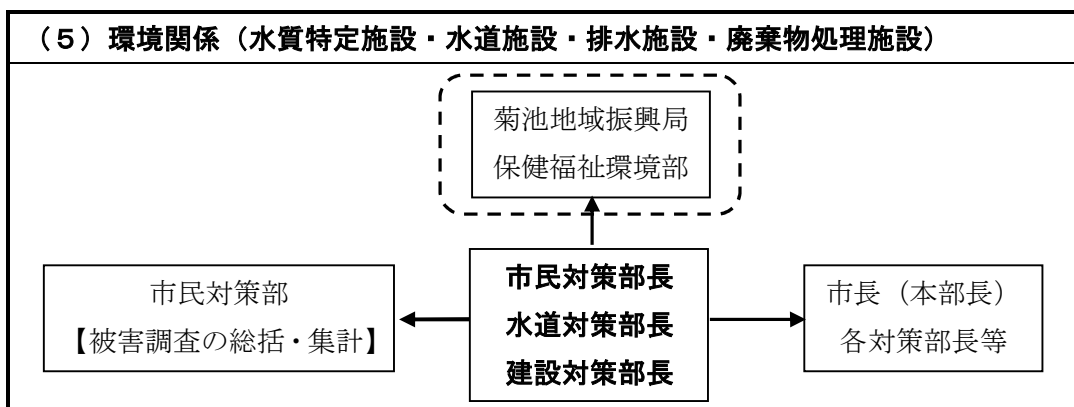 （５）環境関係（水質特定施設・水道施設・排水施設・廃棄物処理施設）
菊池地域振興局
保健福祉環境部
市民対策部
【被害調査の総括・集計】
市民対策部長
水道対策部長
建設対策部長
市長（本部長）
各対策部長等